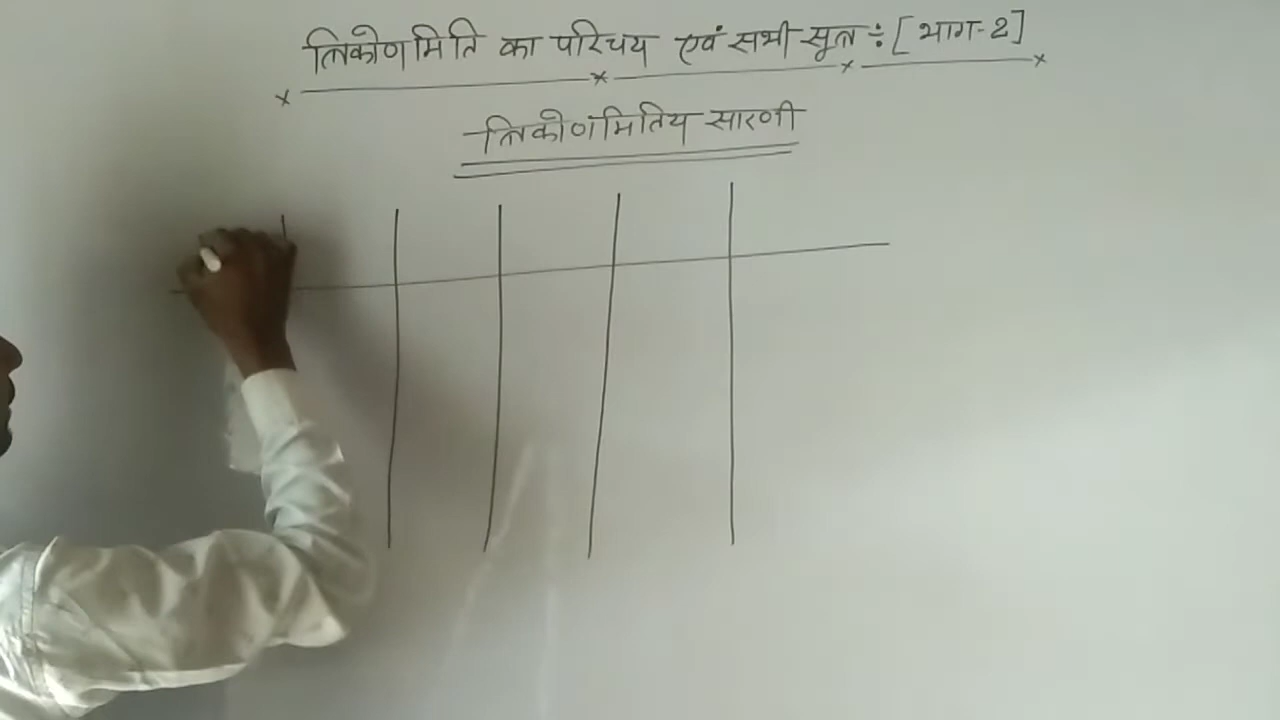 त्रिकोणमिति का परिचय एवं सभी सूत्र ÷ [ भाग-2 ]
त्रिकोणमितिय सारणी